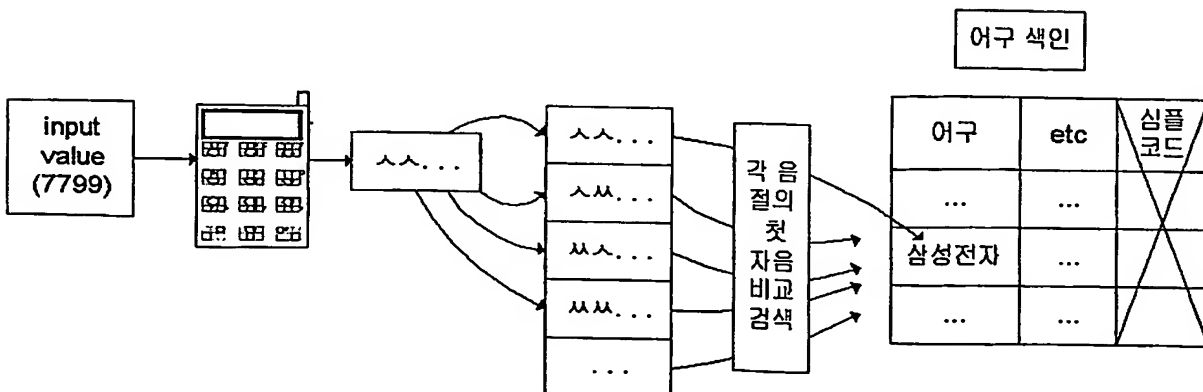 어구 색인
input
value
(7799)
ㅅㅅ...
ㅅㅅ...
ㅅㅆ...
ㅆㅅ...
ㅆㅆ...
...
각 음
절의
첫
자음
비교
검색
어구 etc 심플
코드
... ...
삼성전자 ...
... ...